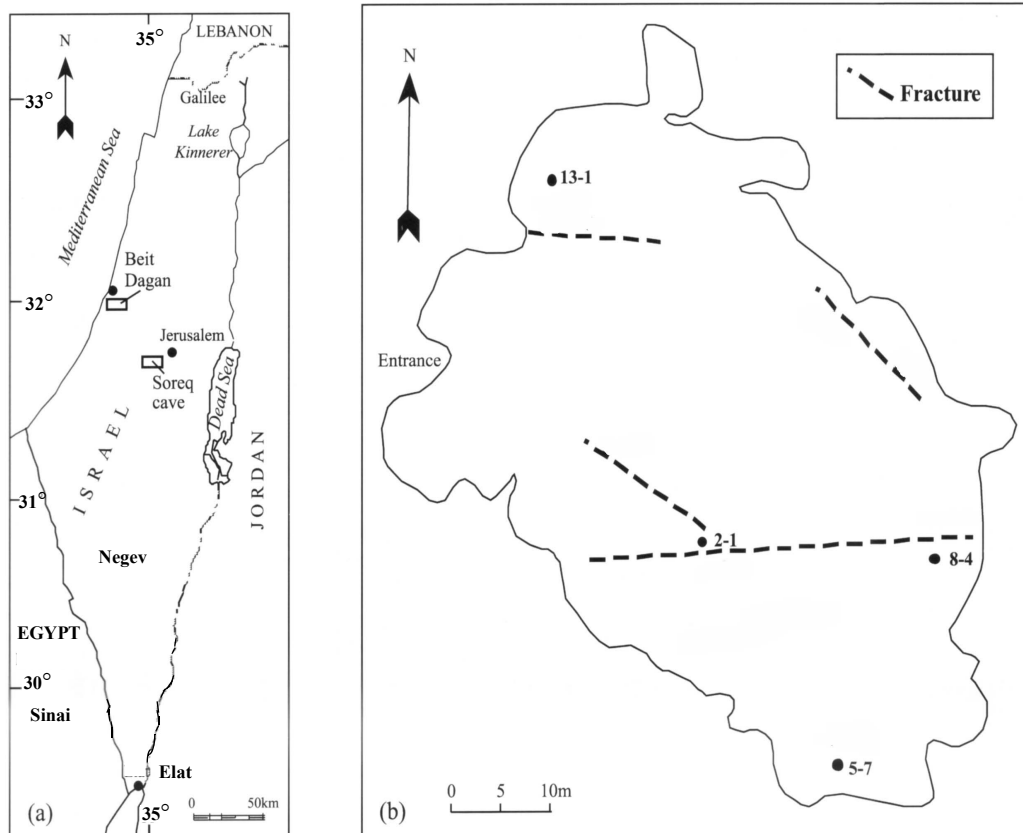 35°
LEBANON
N
33°
Galilee
Lake
Kinnerer
Mediterranean Sea
Beit
Dagan
32°
Jerusalem
Soreq
cave
Dead Sea
ISRAEL
JORDAN
31°
Negev
EGYPT
30°
Sinai
Elat
0 50km
(a)
35°
N
Fracture
13-1
Entrance
2-1
8-4
5-7
0 5 10m
(b)